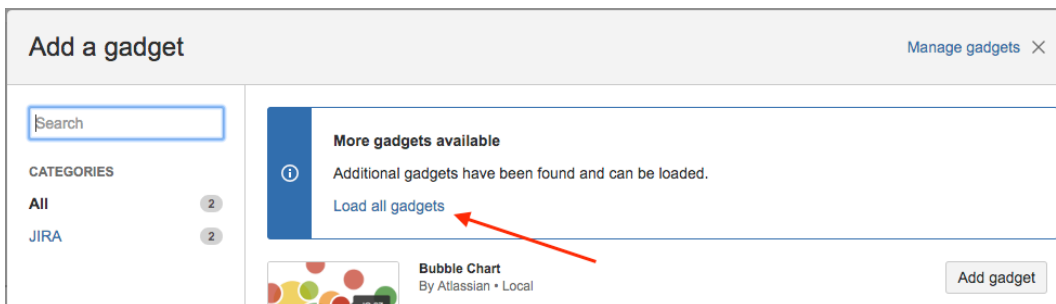 Add a gadget
Manage gadgets
Search
CATEGORIES
All 2
JIRA 2
More gadgets available
Additional gadgets have been found and can be loaded.
Load all gadgets
Bubble Chart
By Atlassian • Local
Add gadget